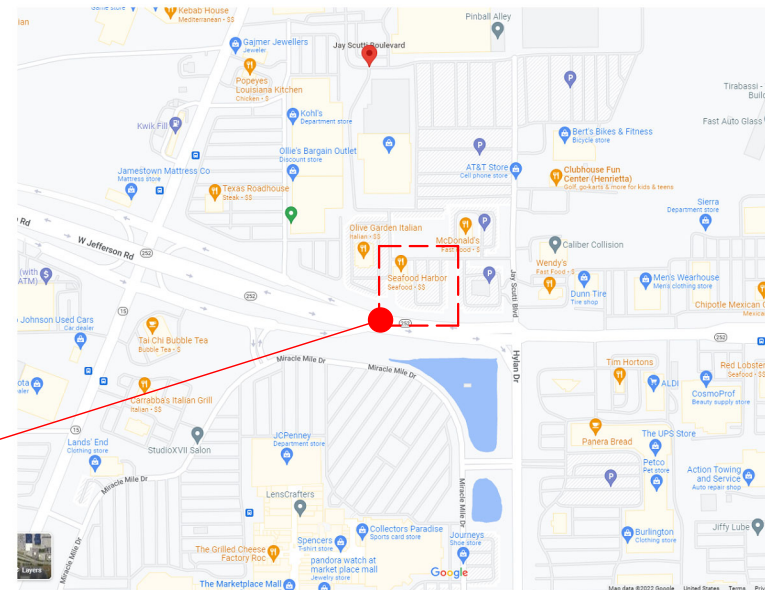 Kebab House
Mediterranean - $$
Pinball Alley
Gajmer Jewellers
Jeweler
Jay Scutti Boulevard
Popeyes
Louisiana Kitchen
Chicken - $
Tirabassi -
Kwik Fill
Kohl's
Department store
Fast Auto Glass
Bert's Bikes & Fitness
Bicycle store
Ollie's Bargain Outlet
Discount store
Jamestown Mattress Co
Mattress store
AT&T Store
Cell phone store
Clubhouse Fun
Center (Henrietta)
Golf, go-karts & more for kids & teens
Texas Roadhouse
Steak - $$
Sierra
Department store
Olive Garden Italian
Italian - $$
McDonald's
Fast Food - $
Rd
W Jefferson Rd
252
Caliber Collision
Wendy's
Fast Food - $
Seafood Harbor
Seafood - $$
(with
ATM)
Jay Scutti Blvd
Men's Wearhouse
Men's clothing store
Dunn Tire
Tire shop
252
Chipotle Mexican
Mexica
15
Johnson Used Cars
Car dealer
252
Tai Chi Bubble Tea
Bubble Tea - $
252
Miracle Mile Dr
Miracle Mile Dr
Hylan Dr
Tim Hortons
Red Lobster
Seafood - $$
ALDI
CosmoProf
Beauty supply store
Carrabba's Italian Grill
Italian - $$
15
Lands' End
Clothing store
StudioXVII Salon
JCPenney
Department store
The UPS Store
Panera Bread
Petco
Pet store
Action Towing
and Service
Auto repair shop
Miracle Mile Dr
LensCrafters
Miracle Mile Dr
Collectors Paradise
Sports card store
Journeys
Shoe store
Burlington
Clothing store
Jiffy Lube
Spencers
T-shirt store
The Grilled Cheese
Factory Roc
pandora watch at
market place mall
Jewelry store
Layers
Miracle Mile Dr
The Marketplace Mall
Google
Map data ©2022 Google
United States
Terms